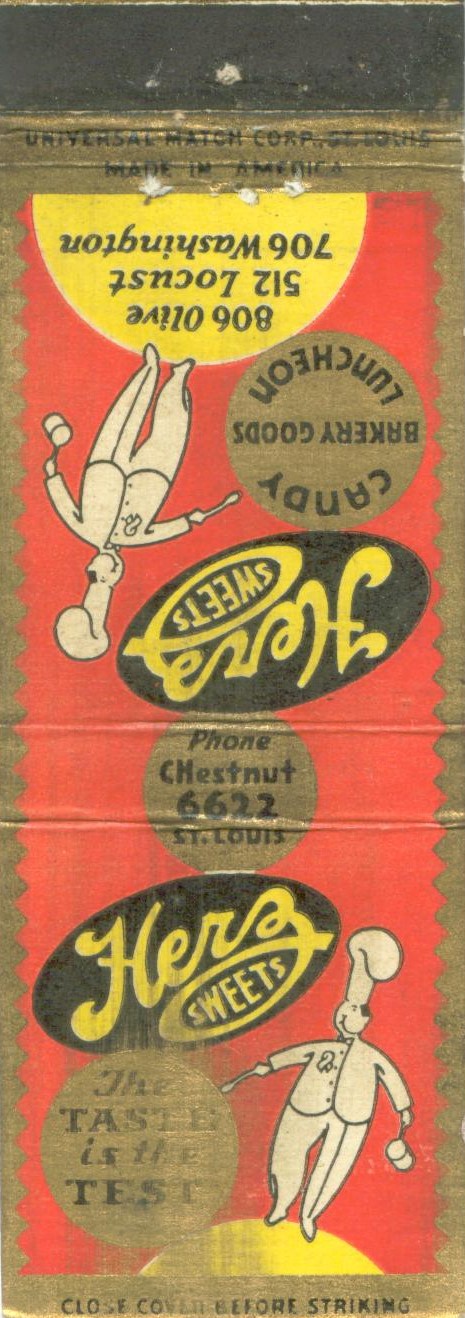 UNIVERSAL MATCH CORP., ST. LOUIS
MADE IN AMERICA
806 Olive
512 Locust
706 Washington
CANDY
BAKERY GOODS
LUNCHEON
Herz
SWEETS
Phone
CHestnut
6622
ST. LOUIS
Herz
SWEETS
The
TASTE
is the
TEST
CLOSE COVER BEFORE STRIKING